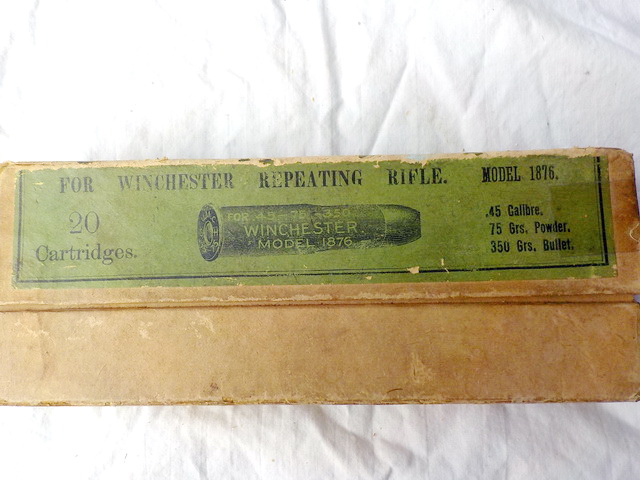 FOR WINCHESTER REPEATING RIFLE. MODEL 1876.
20
Cartridges.
FOR .45-75-350
WINCHESTER.
MODEL 1876.
.45 Calibre.
75 Grs. Powder.
350 Grs. Bullet.